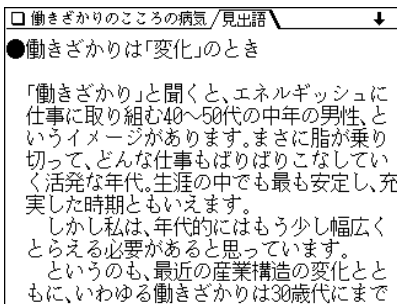 働きざかりのこころの病気/見出語
●働きざかりは「変化」のとき
「働きざかり」と聞くと、エネルギッシュに
仕事に取り組む40～50代の中年の男性、と
いうイメージがあります。まさに脂が乗り
切って、どんな仕事もばりばりこなしてい
く活発な年代。生涯の中でも最も安定し、充
実した時期ともいえます。
しかし私は、年代的にはもう少し幅広く
とらえる必要があると思っています。
というのも、最近の産業構造の変化とと
もに、いわゆる働きざかりは30歳代にまで